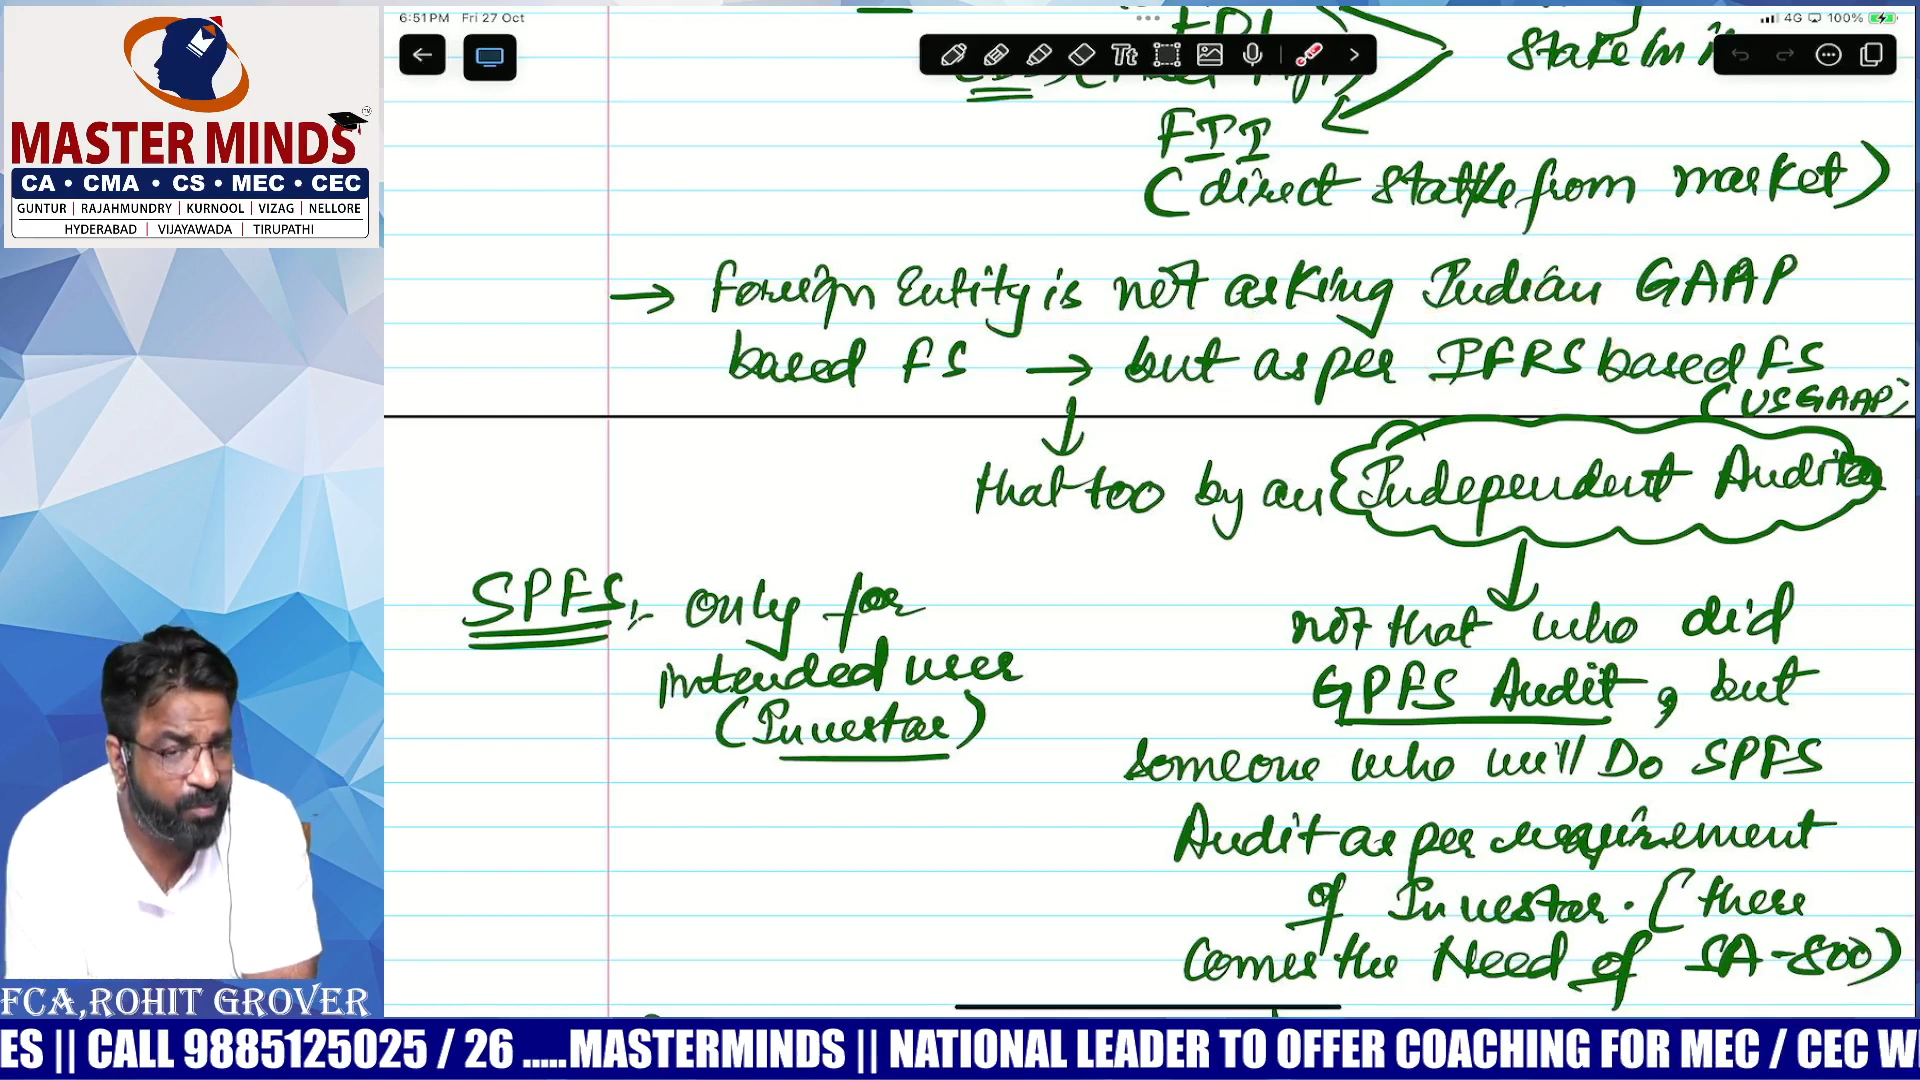 6:51 PM Fri 27 Oct
4G 100%
Tt
MASTER MINDS
CA • CMA • CS • MEC • CEC
GUNTUR | RAJAHMUNDRY | KURNOOL | VIZAG | NELLORE
HYDERABAD | VIJAYAWADA | TIRUPATHI
FDI
stake in
FII
(direct stake from market)
→ Foreign Entity is not asking Indian GAAP
based FS → but as per IFRS based FS
(USGAAP)
that too by an Independent Auditor
SPFS :- only for
intended user
(Investor)
not that who did
GPFS Audit, but
someone who will Do SPFS
Audit as per requirement
of Investor. (there
comes the Need of SA-800)
FCA,ROHIT GROVER
ES || CALL 9885125025 / 26 .....MASTERMINDS || NATIONAL LEADER TO OFFER COACHING FOR MEC / CEC W